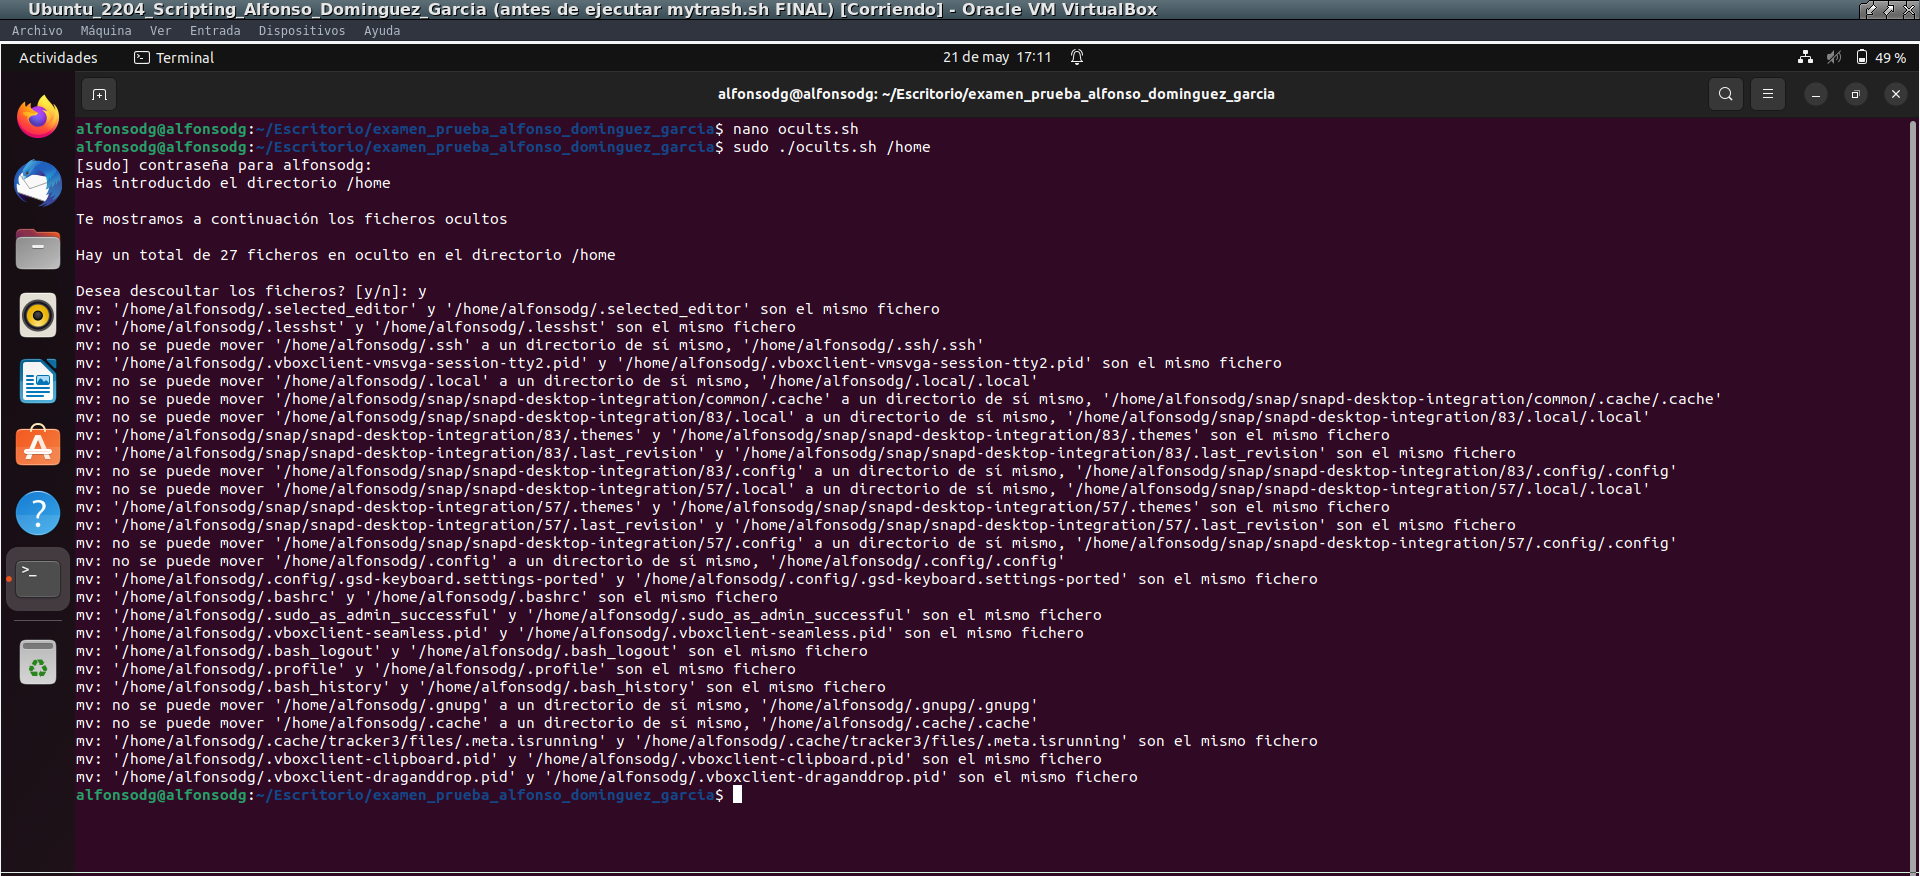 Ubuntu_2204_Scripting_Alfonso_Dominguez_Garcia (antes de ejecutar mytrash.sh FINAL) [Corriendo] - Oracle VM VirtualBox
Archivo Máquina Ver Entrada Dispositivos Ayuda
Actividades Terminal 21 de may 17:11 49 %
alfonsodg@alfonsodg: ~/Escritorio/examen_prueba_alfonso_dominguez_garcia
alfonsodg@alfonsodg:~/Escritorio/examen_prueba_alfonso_dominguez_garcia$ nano ocults.sh
alfonsodg@alfonsodg:~/Escritorio/examen_prueba_alfonso_dominguez_garcia$ sudo ./ocults.sh /home
[sudo] contraseña para alfonsodg:
Has introducido el directorio /home
Te mostramos a continuación los ficheros ocultos
Hay un total de 27 ficheros en oculto en el directorio /home
Desea descoultar los ficheros? [y/n]: y
mv: '/home/alfonsodg/.selected_editor' y '/home/alfonsodg/.selected_editor' son el mismo fichero
mv: '/home/alfonsodg/.lesshst' y '/home/alfonsodg/.lesshst' son el mismo fichero
mv: no se puede mover '/home/alfonsodg/.ssh' a un directorio de sí mismo, '/home/alfonsodg/.ssh/.ssh'
mv: '/home/alfonsodg/.vboxclient-vmsvga-session-tty2.pid' y '/home/alfonsodg/.vboxclient-vmsvga-session-tty2.pid' son el mismo fichero
mv: no se puede mover '/home/alfonsodg/.local' a un directorio de sí mismo, '/home/alfonsodg/.local/.local'
mv: no se puede mover '/home/alfonsodg/snap/snapd-desktop-integration/common/.cache' a un directorio de sí mismo, '/home/alfonsodg/snap/snapd-desktop-integration/common/.cache/.cache'
mv: no se puede mover '/home/alfonsodg/snap/snapd-desktop-integration/83/.local' a un directorio de sí mismo, '/home/alfonsodg/snap/snapd-desktop-integration/83/.local/.local'
mv: '/home/alfonsodg/snap/snapd-desktop-integration/83/.themes' y '/home/alfonsodg/snap/snapd-desktop-integration/83/.themes' son el mismo fichero
mv: '/home/alfonsodg/snap/snapd-desktop-integration/83/.last_revision' y '/home/alfonsodg/snap/snapd-desktop-integration/83/.last_revision' son el mismo fichero
mv: no se puede mover '/home/alfonsodg/snap/snapd-desktop-integration/83/.config' a un directorio de sí mismo, '/home/alfonsodg/snap/snapd-desktop-integration/83/.config/.config'
mv: no se puede mover '/home/alfonsodg/snap/snapd-desktop-integration/57/.local' a un directorio de sí mismo, '/home/alfonsodg/snap/snapd-desktop-integration/57/.local/.local'
mv: '/home/alfonsodg/snap/snapd-desktop-integration/57/.themes' y '/home/alfonsodg/snap/snapd-desktop-integration/57/.themes' son el mismo fichero
mv: '/home/alfonsodg/snap/snapd-desktop-integration/57/.last_revision' y '/home/alfonsodg/snap/snapd-desktop-integration/57/.last_revision' son el mismo fichero
mv: no se puede mover '/home/alfonsodg/snap/snapd-desktop-integration/57/.config' a un directorio de sí mismo, '/home/alfonsodg/snap/snapd-desktop-integration/57/.config/.config'
mv: no se puede mover '/home/alfonsodg/.config' a un directorio de sí mismo, '/home/alfonsodg/.config/.config'
mv: '/home/alfonsodg/.config/.gsd-keyboard.settings-ported' y '/home/alfonsodg/.config/.gsd-keyboard.settings-ported' son el mismo fichero
mv: '/home/alfonsodg/.bashrc' y '/home/alfonsodg/.bashrc' son el mismo fichero
mv: '/home/alfonsodg/.sudo_as_admin_successful' y '/home/alfonsodg/.sudo_as_admin_successful' son el mismo fichero
mv: '/home/alfonsodg/.vboxclient-seamless.pid' y '/home/alfonsodg/.vboxclient-seamless.pid' son el mismo fichero
mv: '/home/alfonsodg/.bash_logout' y '/home/alfonsodg/.bash_logout' son el mismo fichero
mv: '/home/alfonsodg/.profile' y '/home/alfonsodg/.profile' son el mismo fichero
mv: '/home/alfonsodg/.bash_history' y '/home/alfonsodg/.bash_history' son el mismo fichero
mv: no se puede mover '/home/alfonsodg/.gnupg' a un directorio de sí mismo, '/home/alfonsodg/.gnupg/.gnupg'
mv: no se puede mover '/home/alfonsodg/.cache' a un directorio de sí mismo, '/home/alfonsodg/.cache/.cache'
mv: '/home/alfonsodg/.cache/tracker3/files/.meta.isrunning' y '/home/alfonsodg/.cache/tracker3/files/.meta.isrunning' son el mismo fichero
mv: '/home/alfonsodg/.vboxclient-clipboard.pid' y '/home/alfonsodg/.vboxclient-clipboard.pid' son el mismo fichero
mv: '/home/alfonsodg/.vboxclient-draganddrop.pid' y '/home/alfonsodg/.vboxclient-draganddrop.pid' son el mismo fichero
alfonsodg@alfonsodg:~/Escritorio/examen_prueba_alfonso_dominguez_garcia$